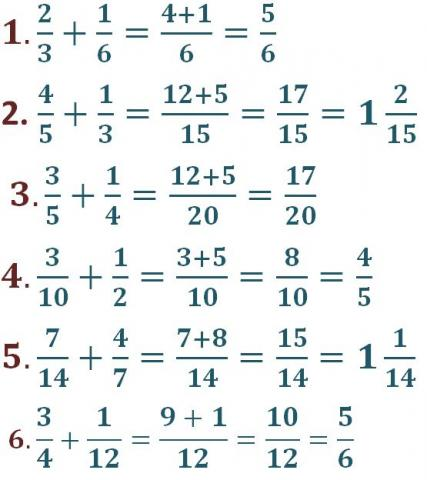 1. 2/3 + 1/6 = 4+1/6 = 5/6
2. 4/5 + 1/3 = 12+5/15 = 17/15 = 1 2/15
3. 3/5 + 1/4 = 12+5/20 = 17/20
4. 3/10 + 1/2 = 3+5/10 = 8/10 = 4/5
5. 7/14 + 4/7 = 7+8/14 = 15/14 = 1 1/14
6. 3/4 + 1/12 = 9 + 1/12 = 10/12 = 5/6